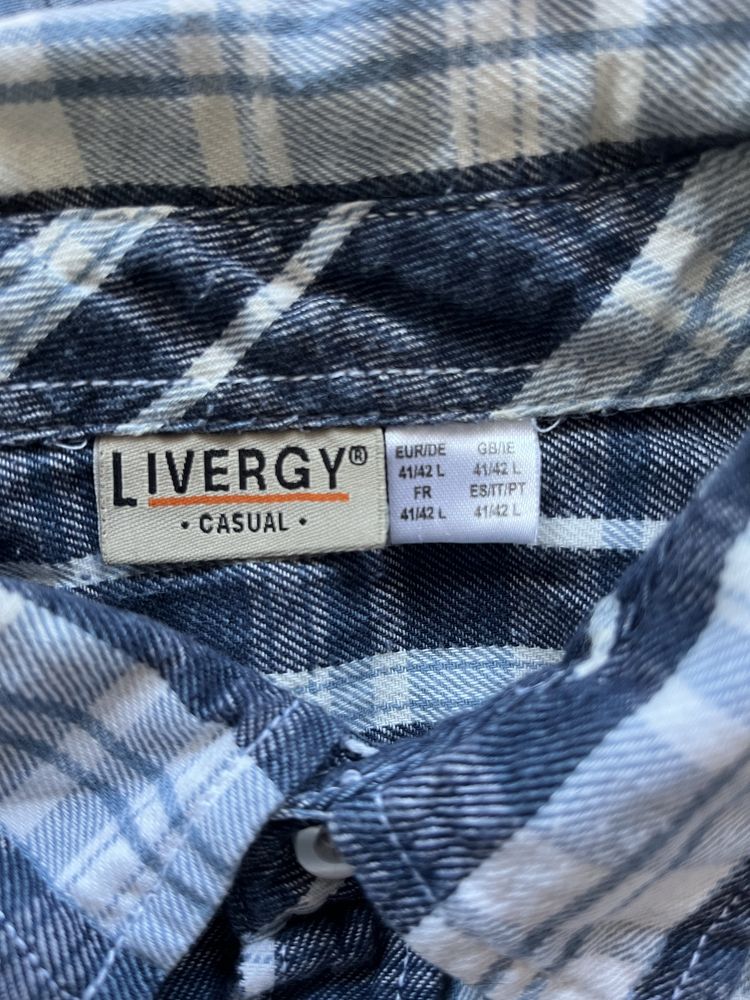 LIVERGY®
• CASUAL •
EUR/DE GB/IE
41/42 L 41/42 L
FR ES/IT/PT
41/42 L 41/42 L